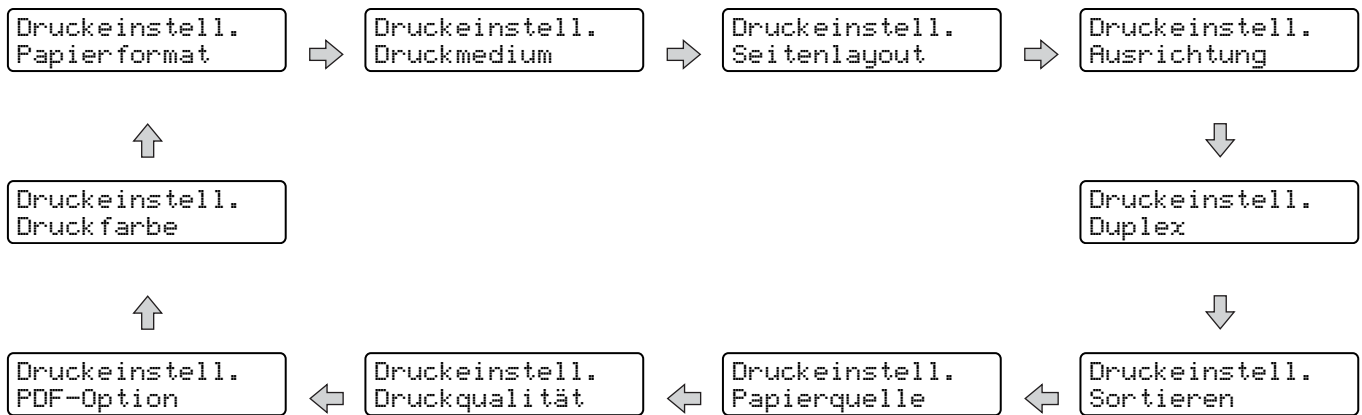 Druckeinstell.
Papierformat
Druckeinstell.
Druckmedium
Druckeinstell.
Seitenlayout
Druckeinstell.
Ausrichtung
Druckeinstell.
Druckfarbe
Druckeinstell.
Duplex
Druckeinstell.
PDF-Option
Druckeinstell.
Druckqualität
Druckeinstell.
Papierquelle
Druckeinstell.
Sortieren